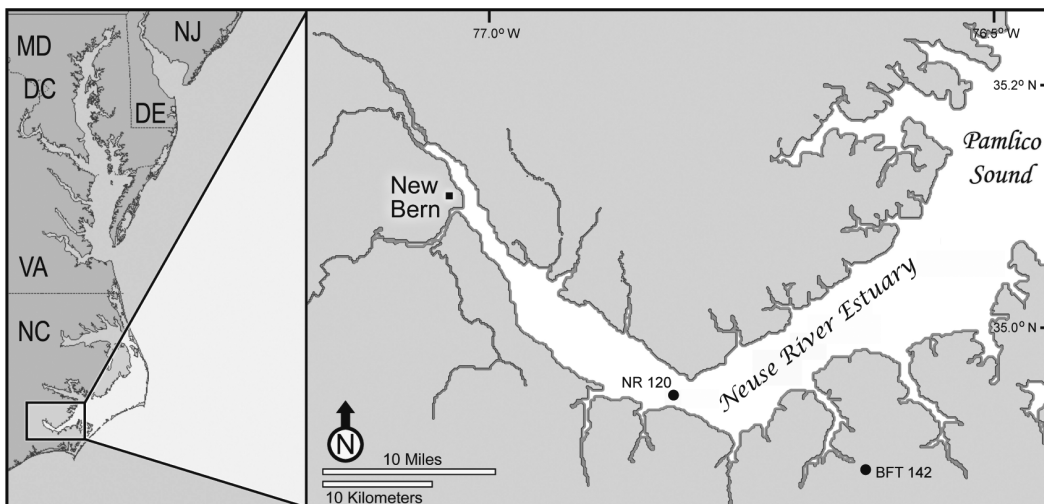 MD
NJ
DC
DE
VA
NC
77.0° W
76.5° W
35.2° N
Pamlico
Sound
New
Bern
35.0° N
Neuse River Estuary
NR 120
N
10 Miles
BFT 142
10 Kilometers